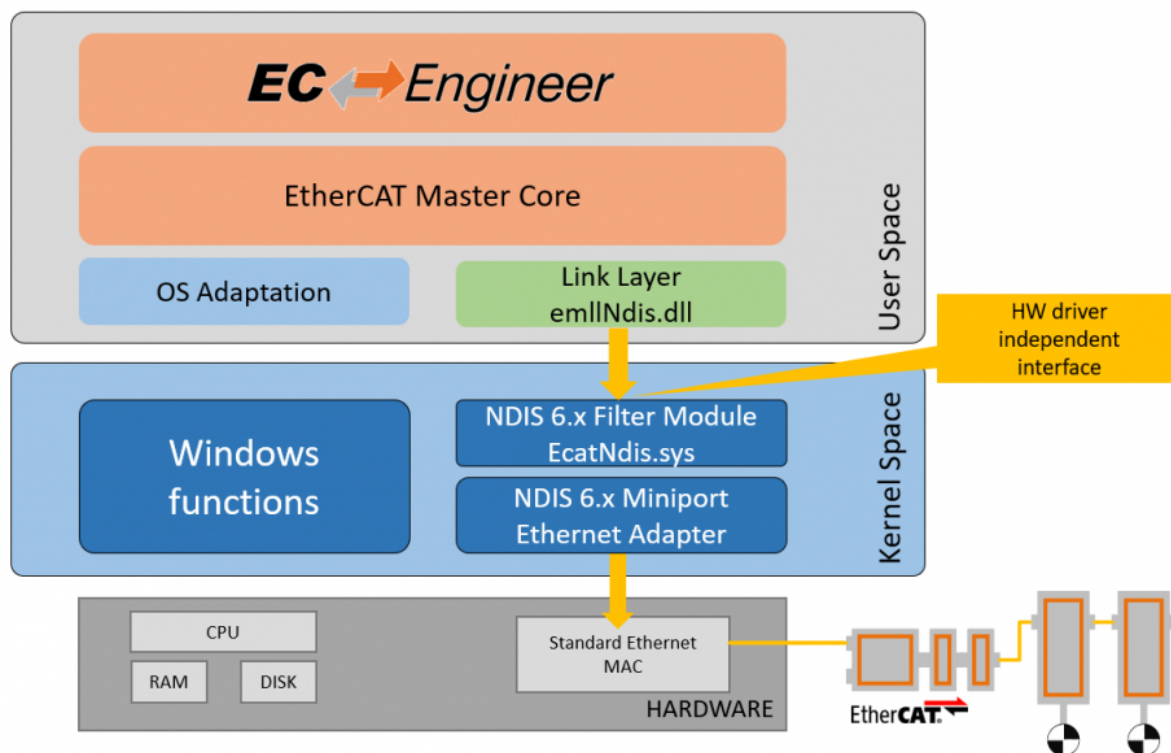 EC Engineer
EtherCAT Master Core
OS Adaptation
Link Layer
emllNdis.dll
User Space
HW driver
independent
interface
Windows
functions
NDIS 6.x Filter Module
EcatNdis.sys
NDIS 6.x Miniport
Ethernet Adapter
Kernel Space
CPU
RAM
DISK
Standard Ethernet
MAC
HARDWARE
EtherCAT®